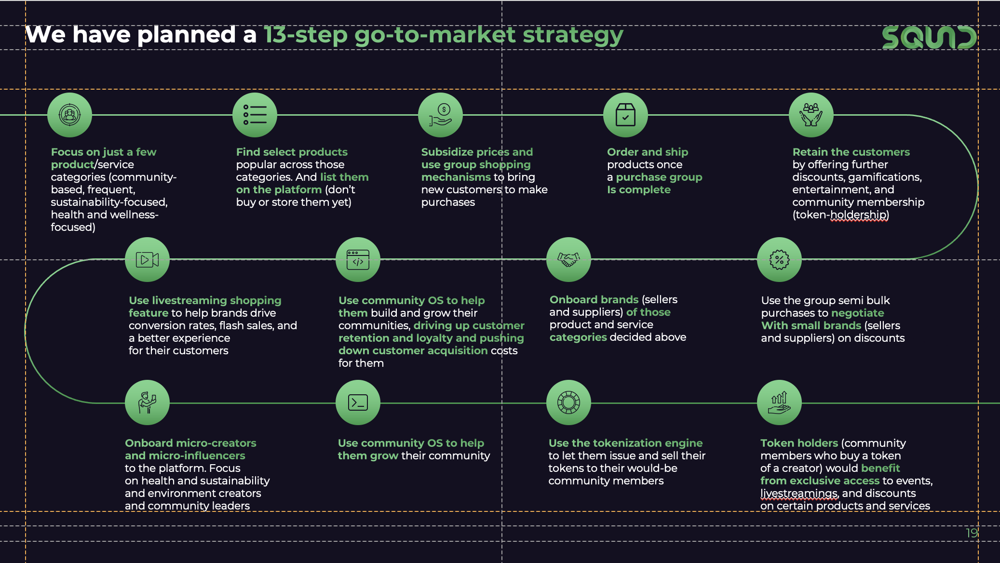 We have planned a 13-step go-to-market strategy
SQUAD
Focus on just a few
product/service
categories (community-
based, frequent,
sustainability-focused,
health and wellness-
focused)
Find select products
popular across those
categories. And list them
on the platform (don't
buy or store them yet)
Subsidize prices and
use group shopping
mechanisms to bring
new customers to make
purchases
Order and ship
products once
a purchase group
Is complete
Retain the customers
by offering further
discounts, gamifications,
entertainment, and
community membership
(token-holdership)
Use livestreaming shopping
feature to help brands drive
conversion rates, flash sales, and
a better experience
for their customers
Use community OS to help
them build and grow their
communities, driving up customer
retention and loyalty and pushing
down customer acquisition costs
for them
Onboard brands (sellers
and suppliers) of those
product and service
categories decided above
Use the group semi bulk
purchases to negotiate
With small brands (sellers
and suppliers) on discounts
Onboard micro-creators
and micro-influencers
to the platform. Focus
on health and sustainability
and environment creators
and community leaders
Use community OS to help
them grow their community
Use the tokenization engine
to let them issue and sell their
tokens to their would-be
community members
Token holders (community
members who buy a token
of a creator) would benefit
from exclusive access to events,
livestreamings, and discounts
on certain products and services
19